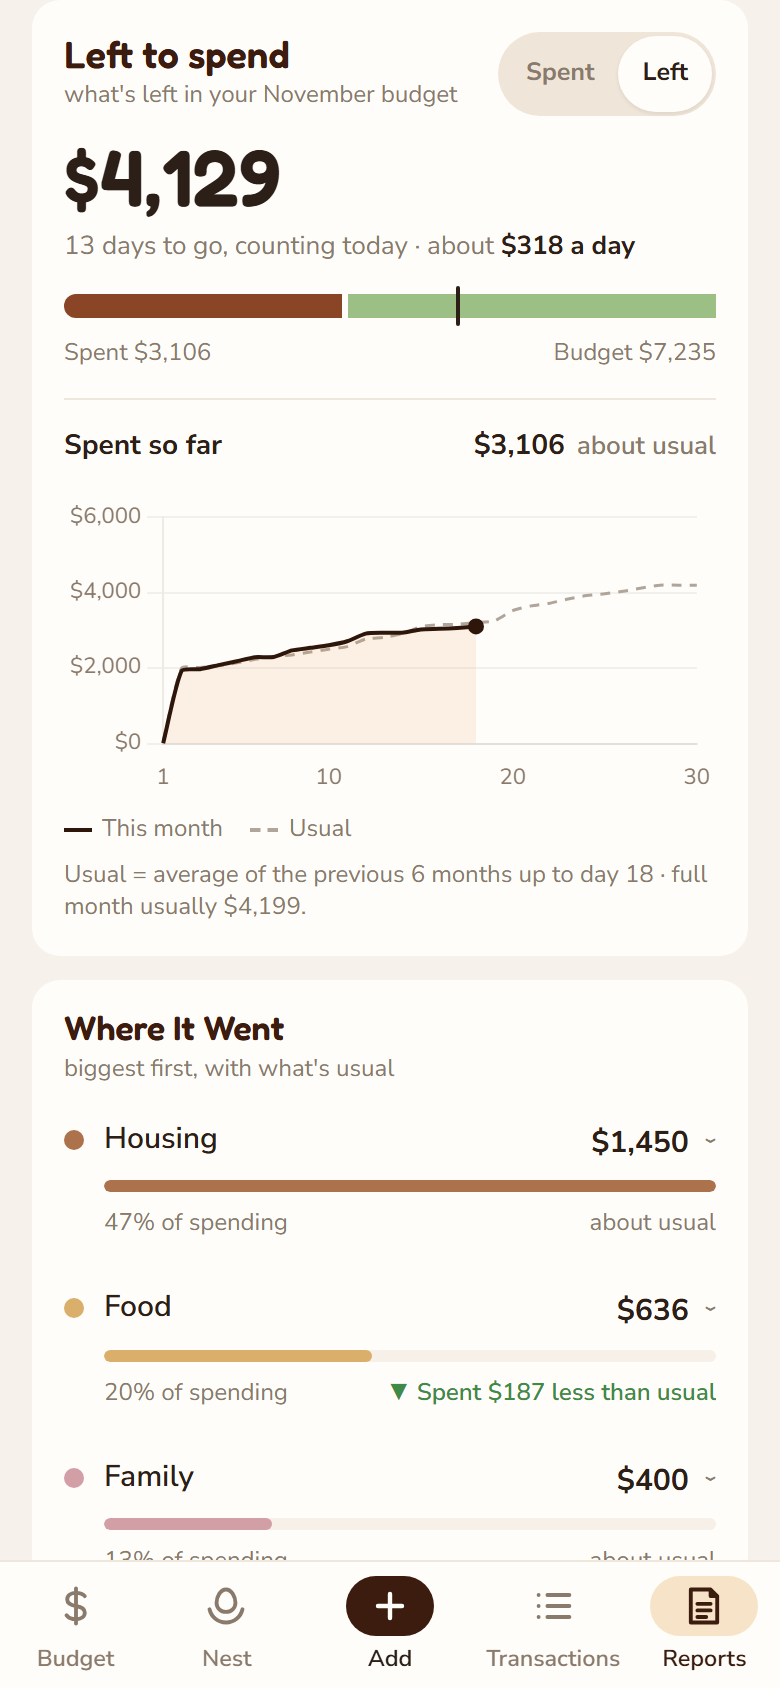 Left to spend
what's left in your November budget
Spent Left
$4,129
13 days to go, counting today · about $318 a day
Spent $3,106 Budget $7,235
Spent so far $3,106 about usual
$6,000
$4,000
$2,000
$0
1 10 20 30
This month Usual
Usual = average of the previous 6 months up to day 18 · full
month usually $4,199.
Where It Went
biggest first, with what's usual
Housing $1,450
47% of spending about usual
Food $636
20% of spending ▼ Spent $187 less than usual
Family $400
13% of spending about usual
Budget Nest Add Transactions Reports